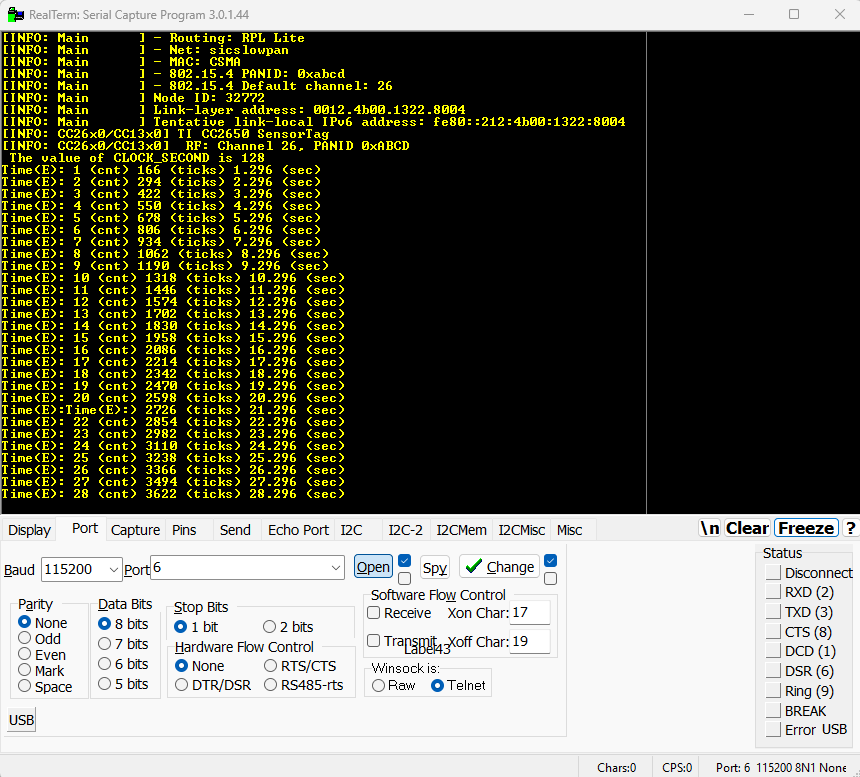 RealTerm: Serial Capture Program 3.0.1.44
[INFO: Main      ] - Routing: RPL Lite
[INFO: Main      ] - Net: sicslowpan
[INFO: Main      ] - MAC: CSMA
[INFO: Main      ] - 802.15.4 PANID: 0xabcd
[INFO: Main      ] - 802.15.4 Default channel: 26
[INFO: Main      ] Node ID: 32772
[INFO: Main      ] Link-layer address: 0012.4b00.1322.8004
[INFO: Main      ] Tentative link-local IPv6 address: fe80::212:4b00:1322:8004
[INFO: CC26x0/CC13x0] TI CC2650 SensorTag
[INFO: CC26x0/CC13x0]  RF: Channel 26, PANID 0xABCD
The value of CLOCK_SECOND is 128
Time(E): 1 (cnt) 166 (ticks) 1.296 (sec)
Time(E): 2 (cnt) 294 (ticks) 2.296 (sec)
Time(E): 3 (cnt) 422 (ticks) 3.296 (sec)
Time(E): 4 (cnt) 550 (ticks) 4.296 (sec)
Time(E): 5 (cnt) 678 (ticks) 5.296 (sec)
Time(E): 6 (cnt) 806 (ticks) 6.296 (sec)
Time(E): 7 (cnt) 934 (ticks) 7.296 (sec)
Time(E): 8 (cnt) 1062 (ticks) 8.296 (sec)
Time(E): 9 (cnt) 1190 (ticks) 9.296 (sec)
Time(E): 10 (cnt) 1318 (ticks) 10.296 (sec)
Time(E): 11 (cnt) 1446 (ticks) 11.296 (sec)
Time(E): 12 (cnt) 1574 (ticks) 12.296 (sec)
Time(E): 13 (cnt) 1702 (ticks) 13.296 (sec)
Time(E): 14 (cnt) 1830 (ticks) 14.296 (sec)
Time(E): 15 (cnt) 1958 (ticks) 15.296 (sec)
Time(E): 16 (cnt) 2086 (ticks) 16.296 (sec)
Time(E): 17 (cnt) 2214 (ticks) 17.296 (sec)
Time(E): 18 (cnt) 2342 (ticks) 18.296 (sec)
Time(E): 19 (cnt) 2470 (ticks) 19.296 (sec)
Time(E): 20 (cnt) 2598 (ticks) 20.296 (sec)
Time(E):Time(E):) 2726 (ticks) 21.296 (sec)
Time(E): 22 (cnt) 2854 (ticks) 22.296 (sec)
Time(E): 23 (cnt) 2982 (ticks) 23.296 (sec)
Time(E): 24 (cnt) 3110 (ticks) 24.296 (sec)
Time(E): 25 (cnt) 3238 (ticks) 25.296 (sec)
Time(E): 26 (cnt) 3366 (ticks) 26.296 (sec)
Time(E): 27 (cnt) 3494 (ticks) 27.296 (sec)
Time(E): 28 (cnt) 3622 (ticks) 28.296 (sec)
Display Port Capture Pins Send Echo Port I2C I2C-2 I2CMem I2CMisc Misc \n Clear Freeze ?
Baud 115200 Port 6 Open Spy Change
Parity
None
Odd
Even
Mark
Space
Data Bits
8 bits
7 bits
6 bits
5 bits
Stop Bits
1 bit 2 bits
Hardware Flow Control
None RTS/CTS
DTR/DSR RS485-rts
Software Flow Control
Receive Xon Char: 17
Transmit Xoff Char: 19
Label43
Winsock is:
Raw Telnet
USB
Status
Disconnect
RXD (2)
TXD (3)
CTS (8)
DCD (1)
DSR (6)
Ring (9)
BREAK
Error USB
Chars:0 CPS:0 Port: 6 115200 8N1 None